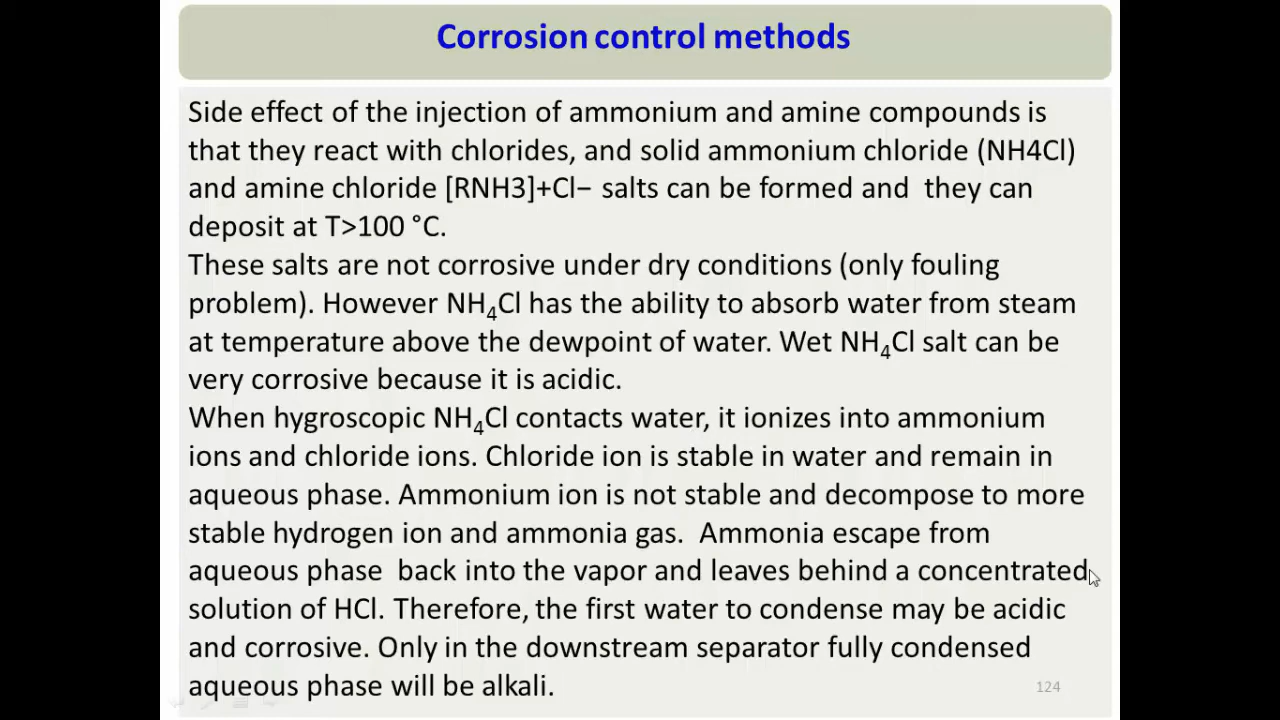 Corrosion control methods
Side effect of the injection of ammonium and amine compounds is
that they react with chlorides, and solid ammonium chloride (NH4Cl)
and amine chloride [RNH3]+Cl− salts can be formed and  they can
deposit at T>100 °C.
These salts are not corrosive under dry conditions (only fouling
problem). However NH₄Cl has the ability to absorb water from steam
at temperature above the dewpoint of water. Wet NH₄Cl salt can be
very corrosive because it is acidic.
When hygroscopic NH₄Cl contacts water, it ionizes into ammonium
ions and chloride ions. Chloride ion is stable in water and remain in
aqueous phase. Ammonium ion is not stable and decompose to more
stable hydrogen ion and ammonia gas.  Ammonia escape from
aqueous phase  back into the vapor and leaves behind a concentrated
solution of HCl. Therefore, the first water to condense may be acidic
and corrosive. Only in the downstream separator fully condensed
aqueous phase will be alkali.
124